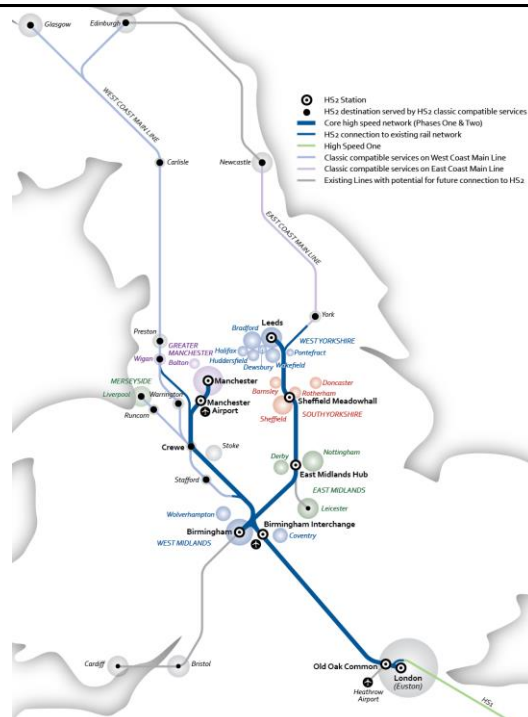 Glasgow
Edinburgh
WEST COAST MAIN LINE
HS2 Station
HS2 destination served by HS2 classic compatible services
Core high speed network (Phases One & Two)
HS2 connection to existing rail network
High Speed One
Classic compatible services on West Coast Main Line
Classic compatible services on East Coast Main Line
Existing Lines with potential for future connection to HS2
Carlisle
Newcastle
EAST COAST MAIN LINE
York
Leeds
Bradford
WEST YORKSHIRE
Halifax
Pontefract
Huddersfield
Wakefield
Dewsbury
Preston
GREATER
MANCHESTER
Wigan
Bolton
Manchester
MERSEYSIDE
Liverpool
Warrington
Manchester
Airport
Runcorn
Barnsley
Doncaster
Rotherham
Sheffield Meadowhall
Sheffield
SOUTH YORKSHIRE
Crewe
Stoke
Derby
Nottingham
East Midlands Hub
Stafford
EAST MIDLANDS
Leicester
Wolverhampton
Birmingham
Birmingham Interchange
WEST MIDLANDS
Coventry
Cardiff
Bristol
Old Oak Common
London
(Euston)
Heathrow
Airport
HS1